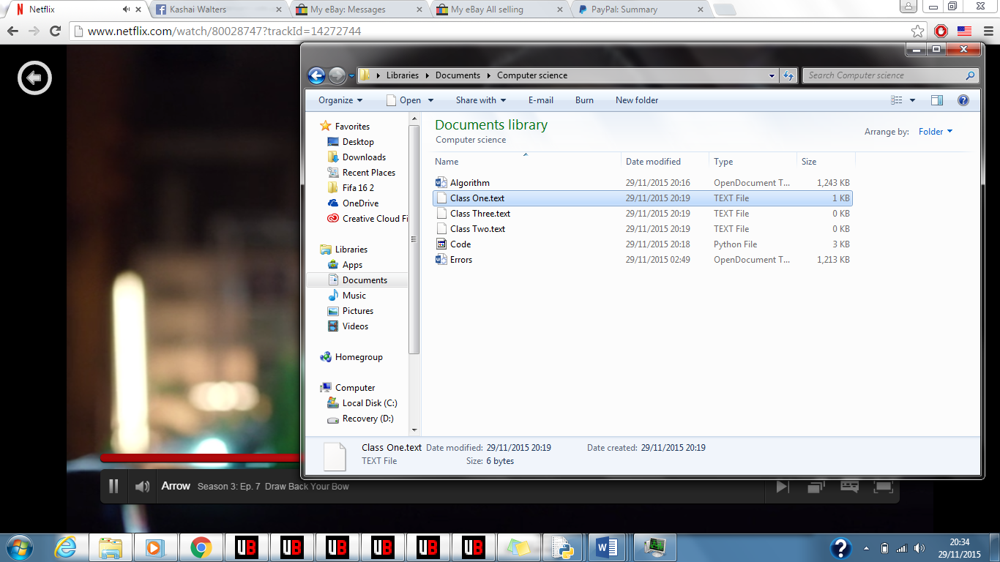 Netflix
Kashai Walters
My eBay: Messages
My eBay All selling
PayPal: Summary
www.netflix.com/watch/80028747?trackId=14272744
Libraries Documents Computer science
Search Computer science
Organize Open Share with E-mail Burn New folder
Favorites
Desktop
Downloads
Recent Places
Fifa 16 2
OneDrive
Creative Cloud Fi
Libraries
Apps
Documents
Music
Pictures
Videos
Homegroup
Computer
Local Disk (C:)
Recovery (D:)
Documents library
Computer science
Arrange by: Folder
Name Date modified Type Size
Algorithm 29/11/2015 20:16 OpenDocument T... 1,243 KB
Class One.text 29/11/2015 20:19 TEXT File 1 KB
Class Three.text 29/11/2015 20:19 TEXT File 0 KB
Class Two.text 29/11/2015 20:19 TEXT File 0 KB
Code 29/11/2015 20:18 Python File 3 KB
Errors 29/11/2015 02:49 OpenDocument T... 1,213 KB
Class One.text Date modified: 29/11/2015 20:19 Date created: 29/11/2015 20:19
TEXT File Size: 6 bytes
Arrow Season 3: Ep. 7 Draw Back Your Bow
UB UB UB UB UB UB
20:34
29/11/2015